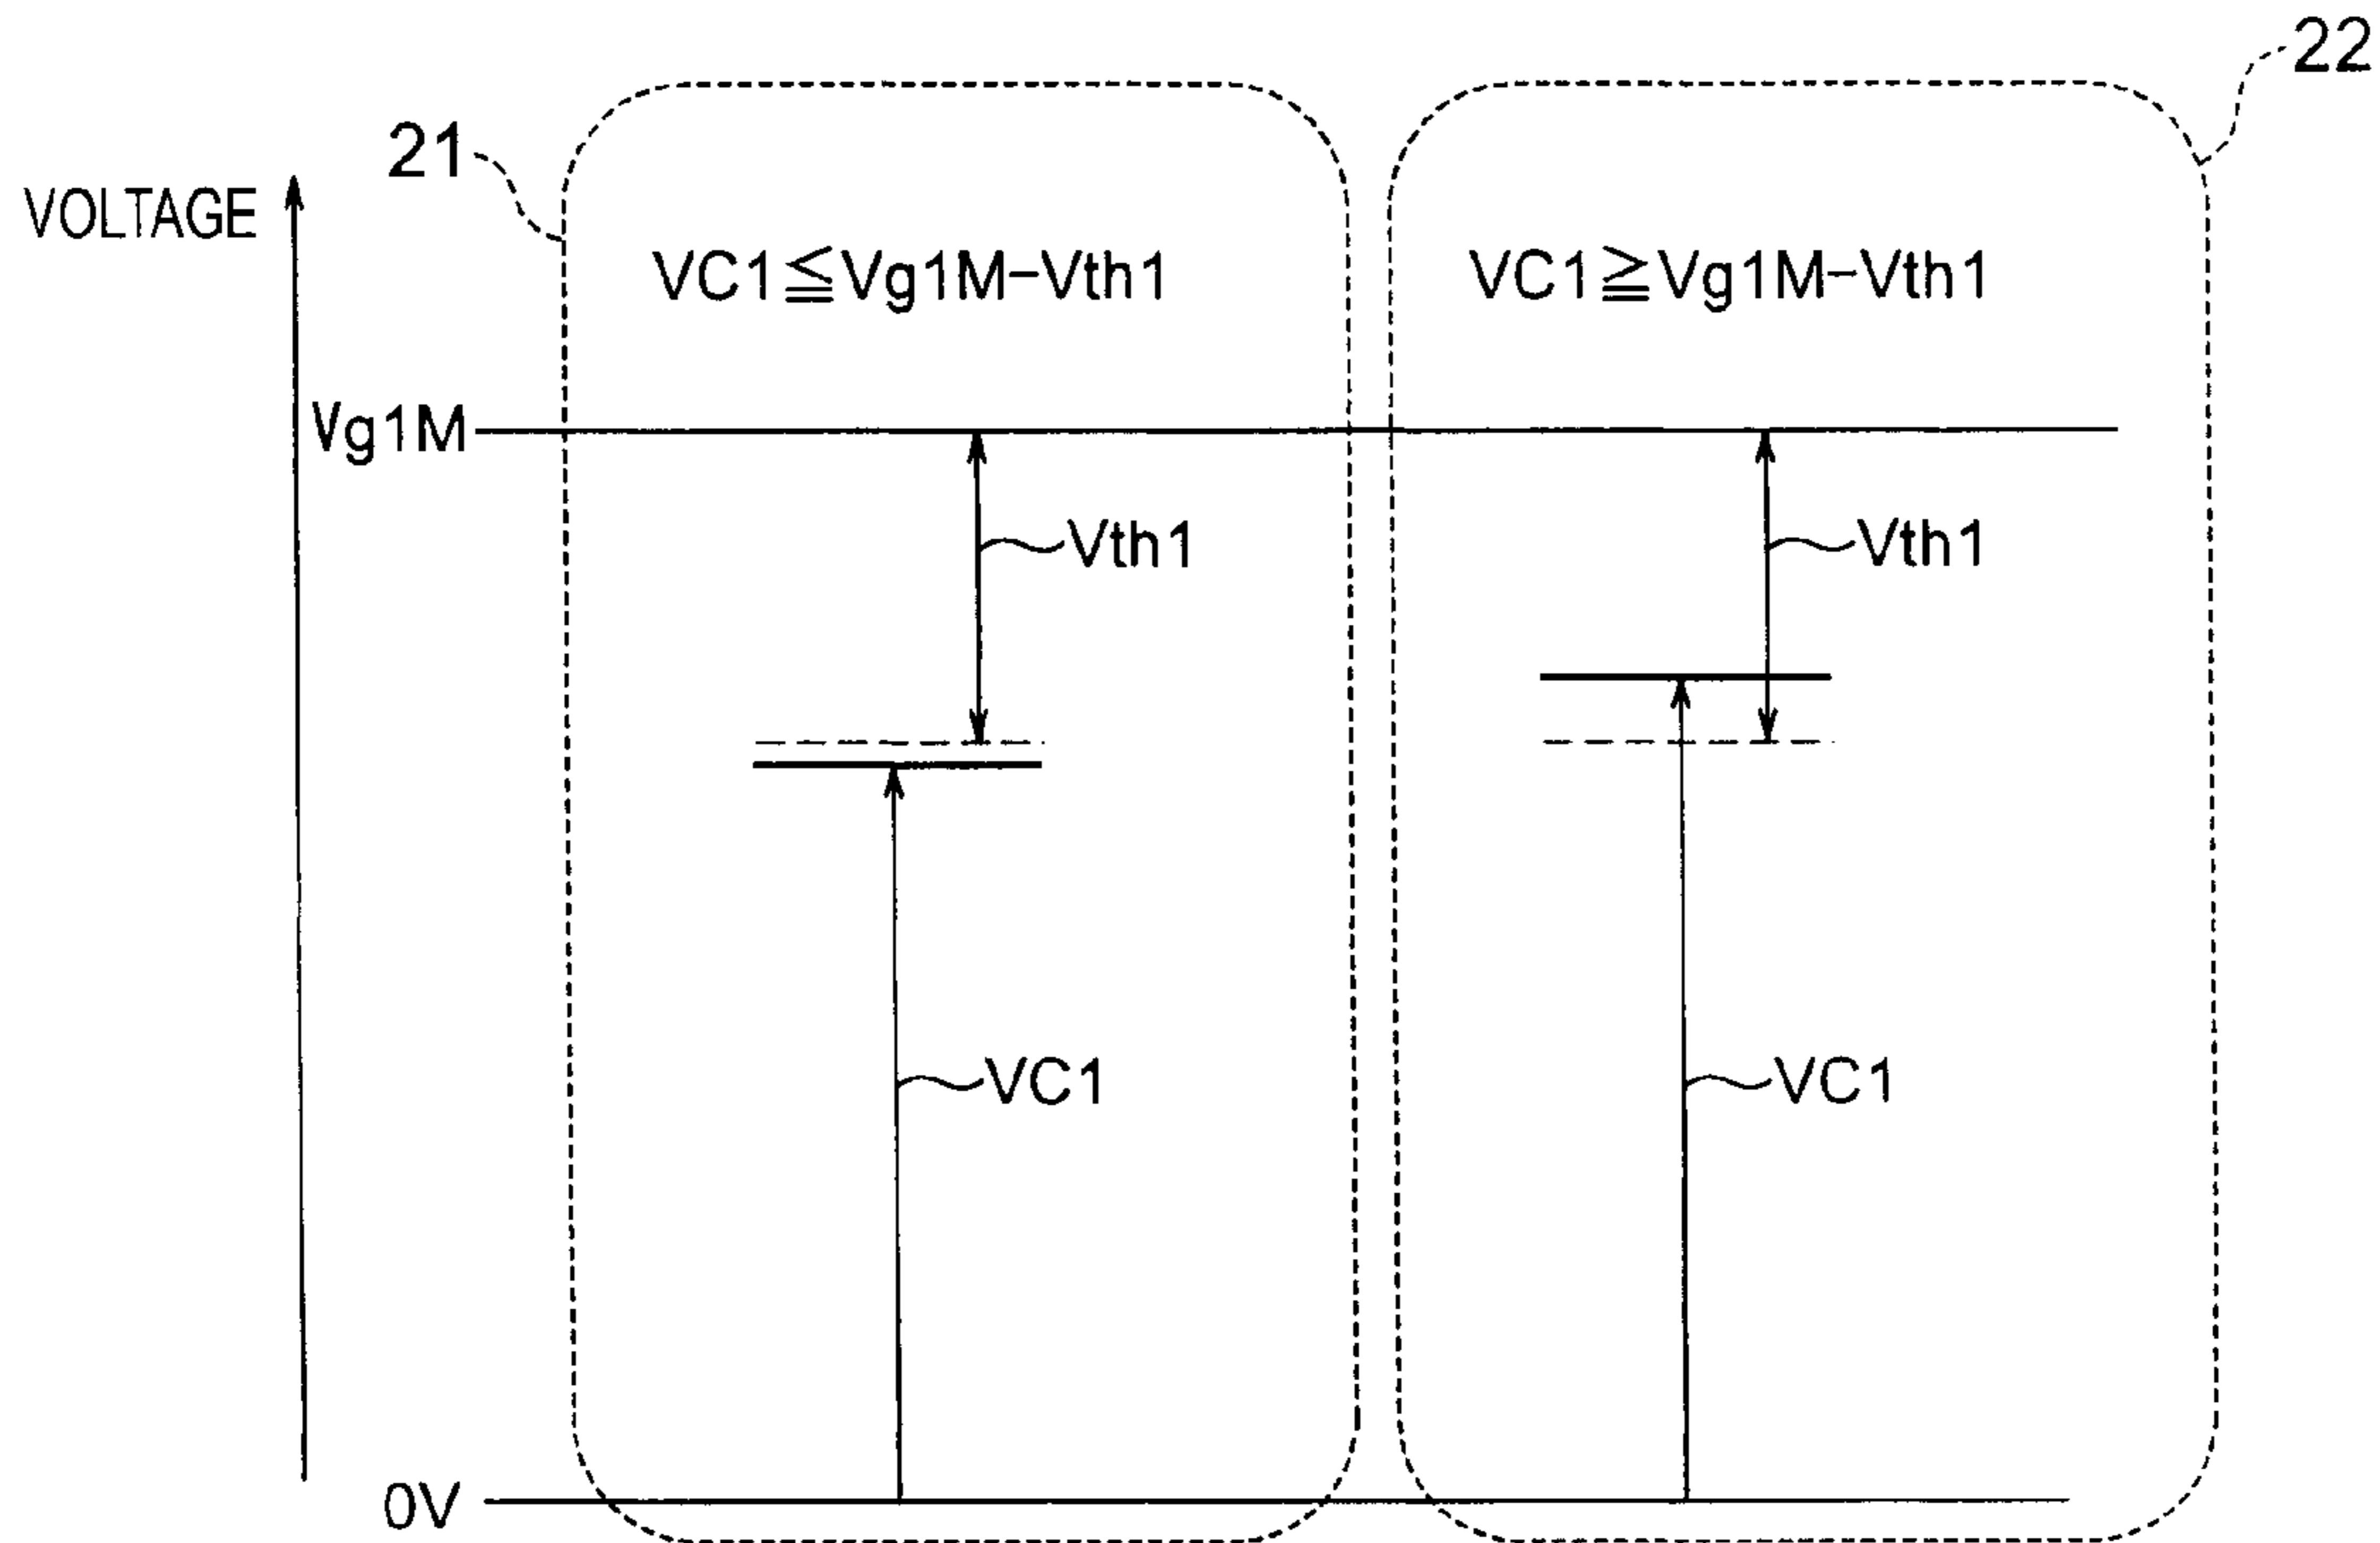 22
21
VOLTAGE
VC1≦Vg1M−Vth1
VC1≧Vg1M−Vth1
Vg1M
Vth1
Vth1
VC1
VC1
0V